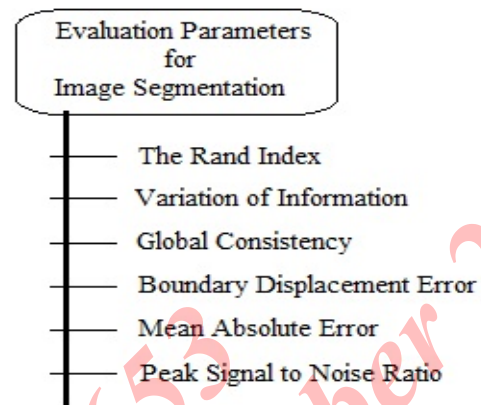 Evaluation Parameters
for
Image Segmentation
The Rand Index
Variation of Information
Global Consistency
Boundary Displacement Error
Mean Absolute Error
Peak Signal to Noise Ratio